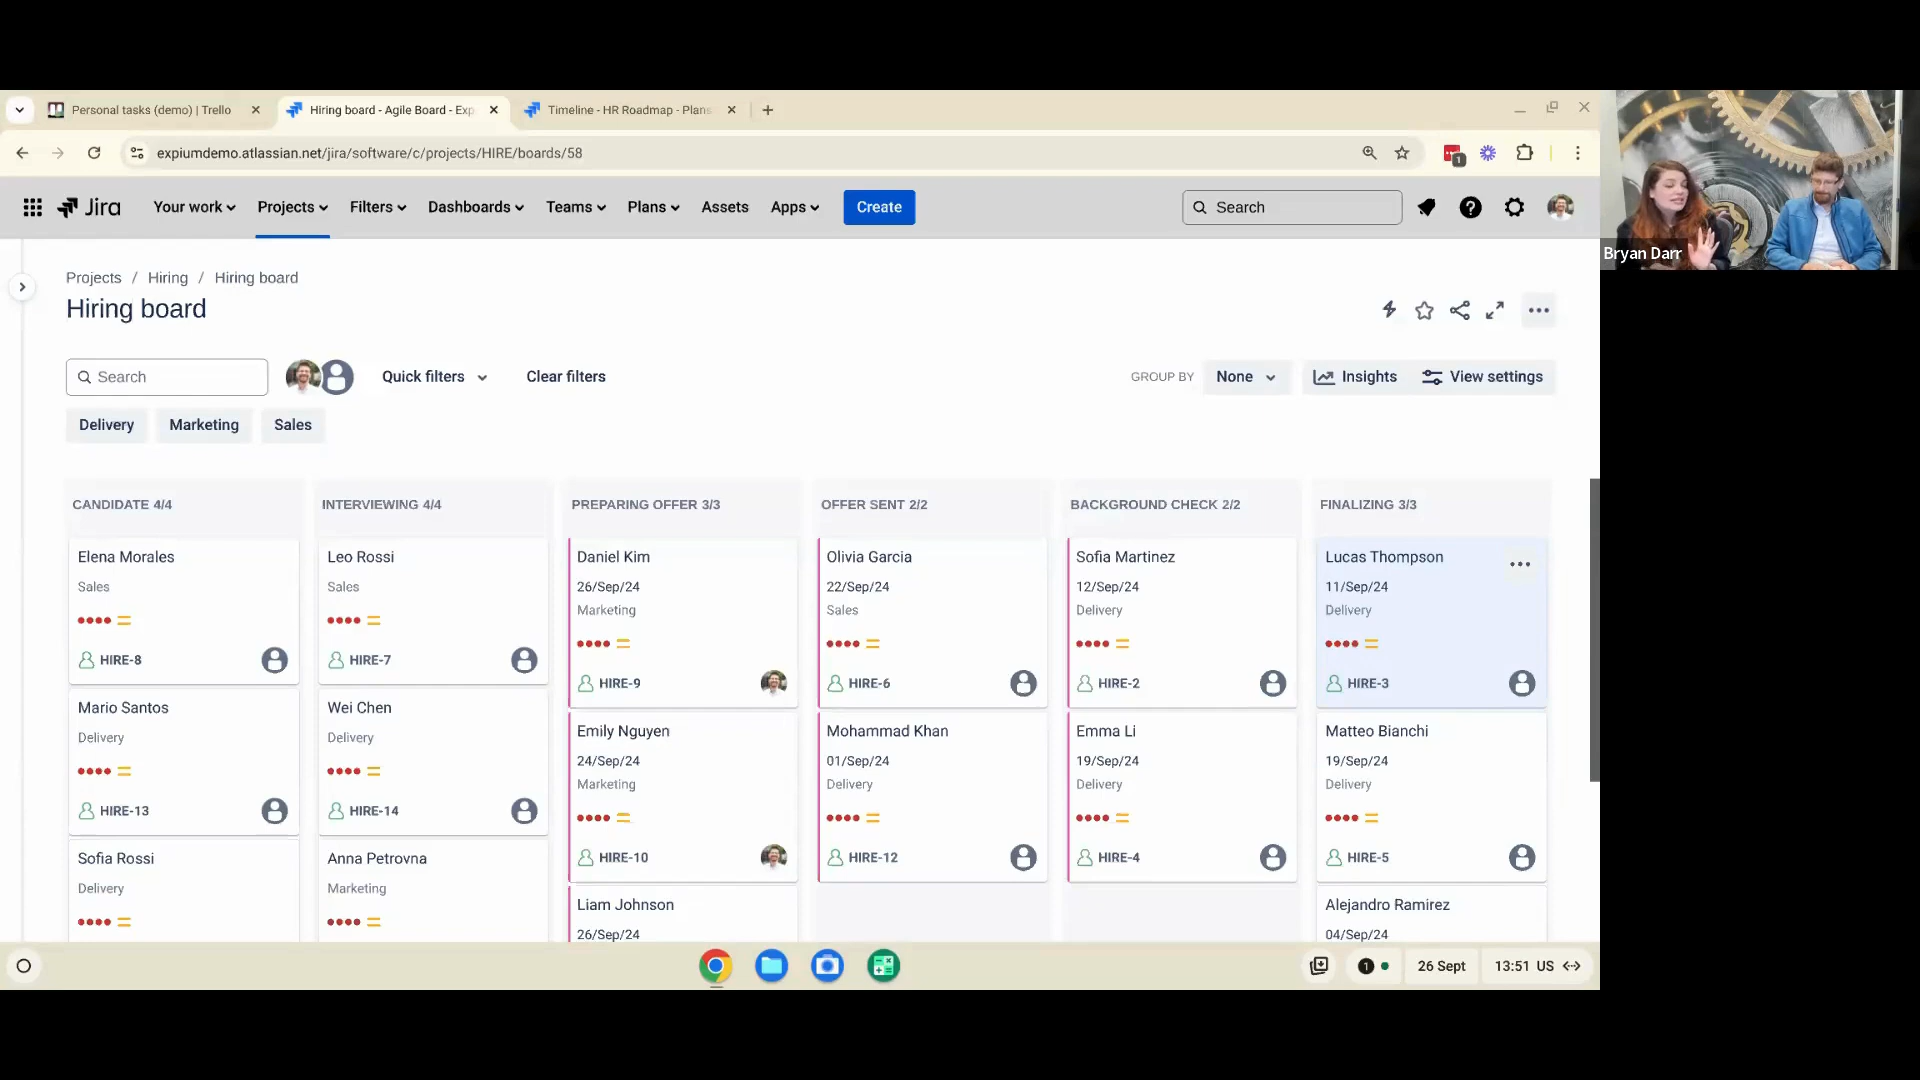 Personal tasks (demo) | Trello
Hiring board - Agile Board - Exp
Timeline - HR Roadmap - Plans
expiumdemo.atlassian.net/jira/software/c/projects/HIRE/boards/58
1
Jira
Your work
Projects
Filters
Dashboards
Teams
Plans
Assets
Apps
Create
Search
Bryan Darr
Projects / Hiring / Hiring board
Hiring board
Search
Quick filters
Clear filters
GROUP BY
None
Insights
View settings
Delivery
Marketing
Sales
CANDIDATE 4/4
Elena Morales
Sales
HIRE-8
Mario Santos
Delivery
HIRE-13
Sofia Rossi
Delivery
INTERVIEWING 4/4
Leo Rossi
Sales
HIRE-7
Wei Chen
Delivery
HIRE-14
Anna Petrovna
Marketing
PREPARING OFFER 3/3
Daniel Kim
26/Sep/24
Marketing
HIRE-9
Emily Nguyen
24/Sep/24
Marketing
HIRE-10
Liam Johnson
26/Sep/24
OFFER SENT 2/2
Olivia Garcia
22/Sep/24
Sales
HIRE-6
Mohammad Khan
01/Sep/24
Delivery
HIRE-12
BACKGROUND CHECK 2/2
Sofia Martinez
12/Sep/24
Delivery
HIRE-2
Emma Li
19/Sep/24
Delivery
HIRE-4
FINALIZING 3/3
Lucas Thompson
11/Sep/24
Delivery
HIRE-3
Matteo Bianchi
19/Sep/24
Delivery
HIRE-5
Alejandro Ramirez
04/Sep/24
1
26 Sept
13:51 US